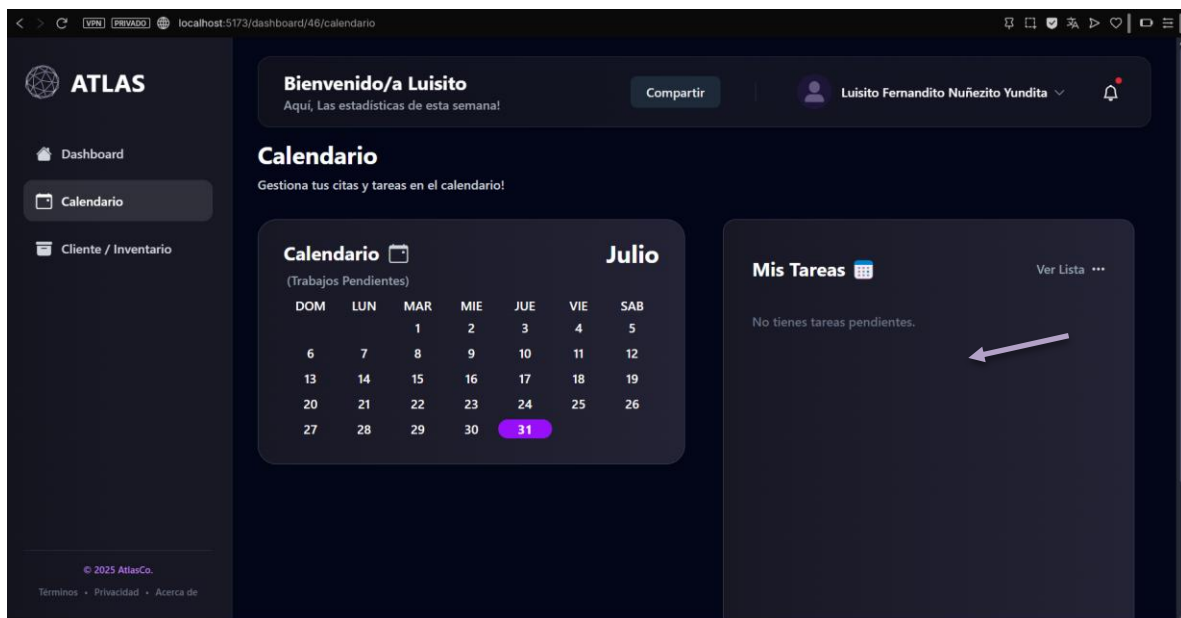 VPN PRIVADO localhost:5173/dashboard/46/calendario
ATLAS
Dashboard
Calendario
Cliente / Inventario
© 2025 AtlasCo.
Términos • Privacidad • Acerca de
Bienvenido/a Luisito
Aquí, Las estadísticas de esta semana!
Compartir
Luisito Fernandito Nuñezito Yundita
Calendario
Gestiona tus citas y tareas en el calendario!
Calendario Julio
(Trabajos Pendientes)
DOM LUN MAR MIE JUE VIE SAB
1 2 3 4 5
6 7 8 9 10 11 12
13 14 15 16 17 18 19
20 21 22 23 24 25 26
27 28 29 30 31
Mis Tareas Ver Lista •••
No tienes tareas pendientes.